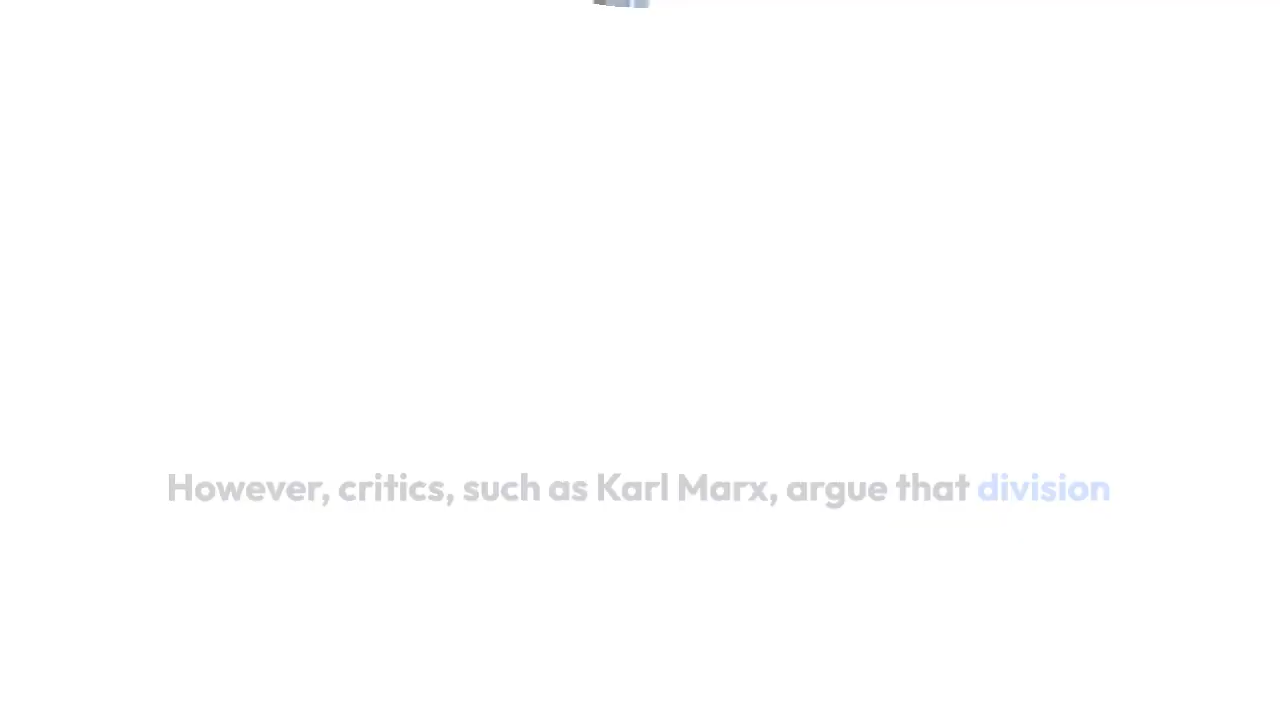 However, critics, such as Karl Marx, argue that division